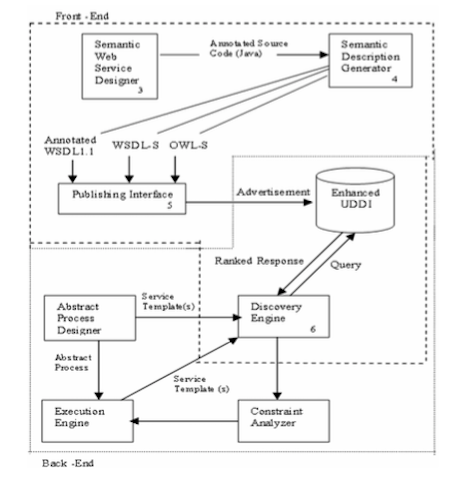 Front -End
Semantic
Web
Service
Designer
3
Annotated Source
Code (Java)
Semantic
Description
Generator
4
Annotated
WSDL1.1
WSDL-S
OWL-S
Publishing Interface
5
Advertisement
Enhanced
UDDI
Ranked Response
Query
Abstract
Process
Designer
Service
Template(s)
Discovery
Engine
6
Abstract
Process
Service
Template (s)
Execution
Engine
Constraint
Analyzer
Back -End